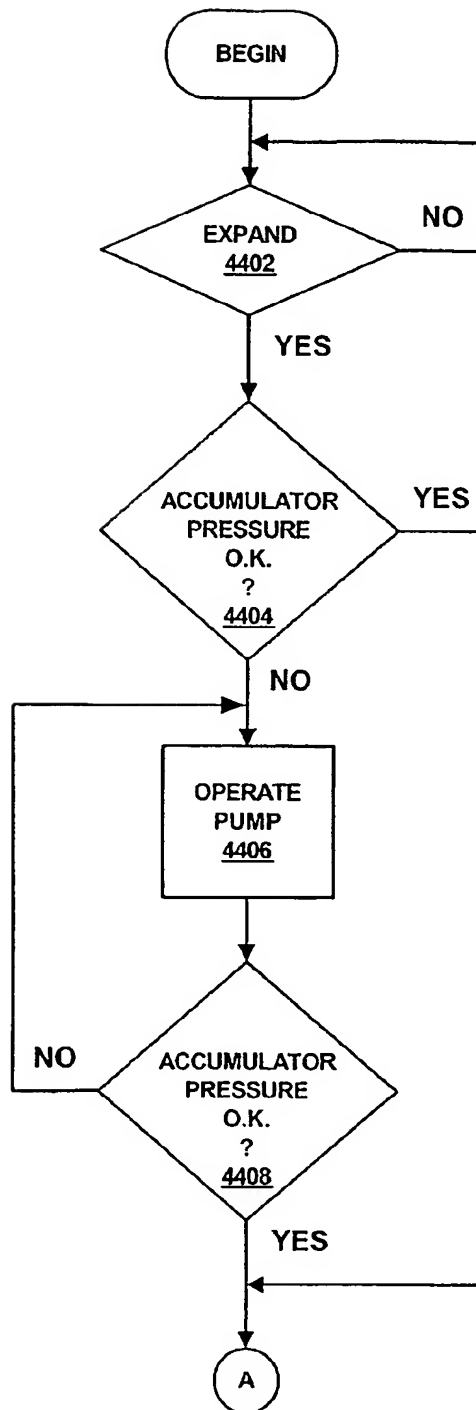 BEGIN
EXPAND
4402
NO
YES
ACCUMULATOR
PRESSURE
O.K.
?
4404
YES
NO
OPERATE
PUMP
4406
ACCUMULATOR
PRESSURE
O.K.
?
4408
NO
YES
A